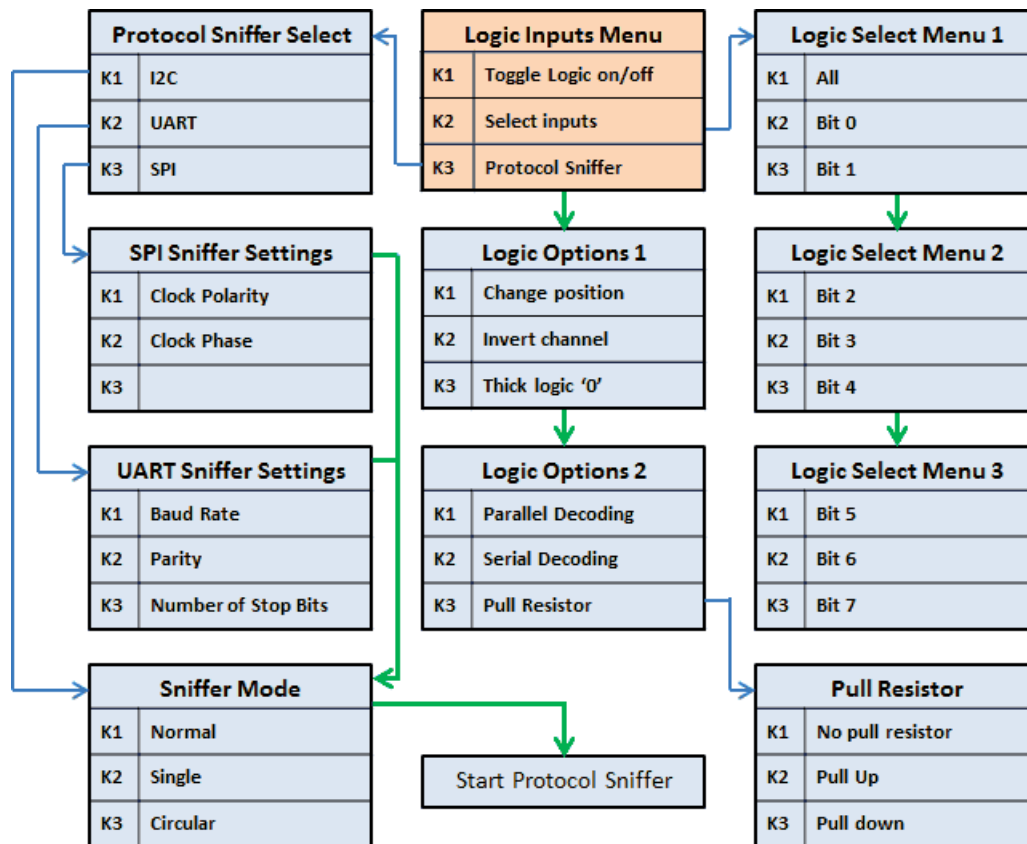 Protocol Sniffer Select
K1 I2C
K2 UART
K3 SPI
Logic Inputs Menu
K1 Toggle Logic on/off
K2 Select inputs
K3 Protocol Sniffer
Logic Select Menu 1
K1 All
K2 Bit 0
K3 Bit 1
SPI Sniffer Settings
K1 Clock Polarity
K2 Clock Phase
K3
Logic Options 1
K1 Change position
K2 Invert channel
K3 Thick logic ‘0’
Logic Select Menu 2
K1 Bit 2
K2 Bit 3
K3 Bit 4
UART Sniffer Settings
K1 Baud Rate
K2 Parity
K3 Number of Stop Bits
Logic Options 2
K1 Parallel Decoding
K2 Serial Decoding
K3 Pull Resistor
Logic Select Menu 3
K1 Bit 5
K2 Bit 6
K3 Bit 7
Sniffer Mode
K1 Normal
K2 Single
K3 Circular
Start Protocol Sniffer
Pull Resistor
K1 No pull resistor
K2 Pull Up
K3 Pull down